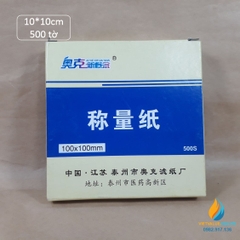 10*10cm
500 tờ
奥克
®
称量纸
100x100mm
500S
中国·江苏 泰州市奥克滤纸厂
地址: 泰州市医药高新区